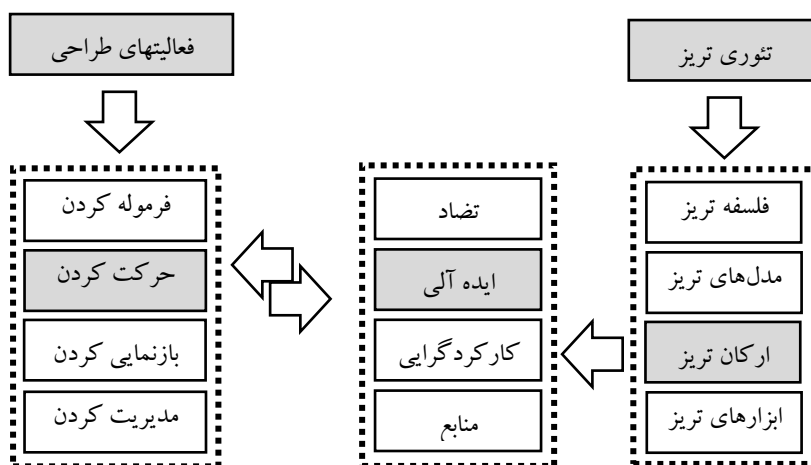 تئوری تریز
فلسفه تریز
مدل‌های تریز
ارکان تریز
ابزارهای تریز
تضاد
ایده آلی
کارکردگرایی
منابع
فعالیتهای طراحی
فرموله کردن
حرکت کردن
بازنمایی کردن
مدیریت کردن